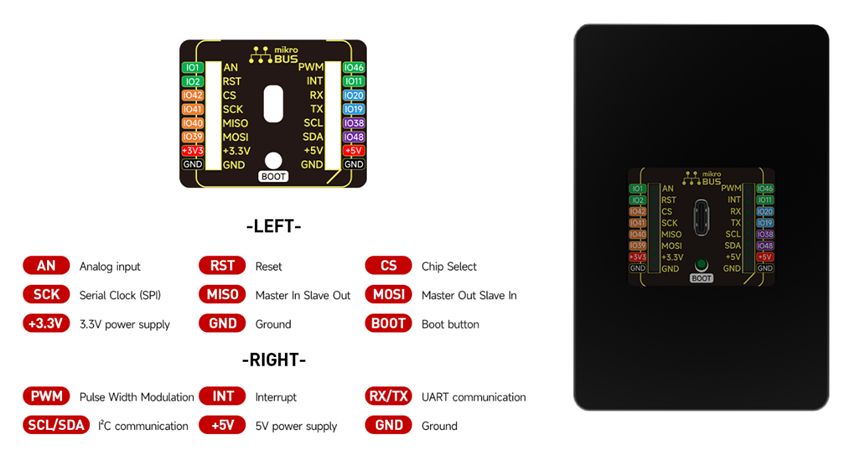 mikro
BUS
IO1 AN PWM IO46
IO2 RST INT IO11
IO42 CS RX IO20
IO41 SCK TX IO19
IO40 MISO SCL IO38
IO39 MOSI SDA IO48
+3V3 +3.3V +5V +5V
GND GND GND GND
BOOT
mikro
BUS
IO1 AN PWM IO46
IO2 RST INT IO11
IO42 CS RX IO20
IO41 SCK TX IO19
IO40 MISO SCL IO38
IO39 MOSI SDA IO48
+3V3 +3.3V +5V +5V
GND GND GND GND
BOOT
-LEFT-
AN Analog input RST Reset CS Chip Select
SCK Serial Clock (SPI) MISO Master In Slave Out MOSI Master Out Slave In
+3.3V 3.3V power supply GND Ground BOOT Boot button
-RIGHT-
PWM Pulse Width Modulation INT Interrupt RX/TX UART communication
SCL/SDA I²C communication +5V 5V power supply GND Ground